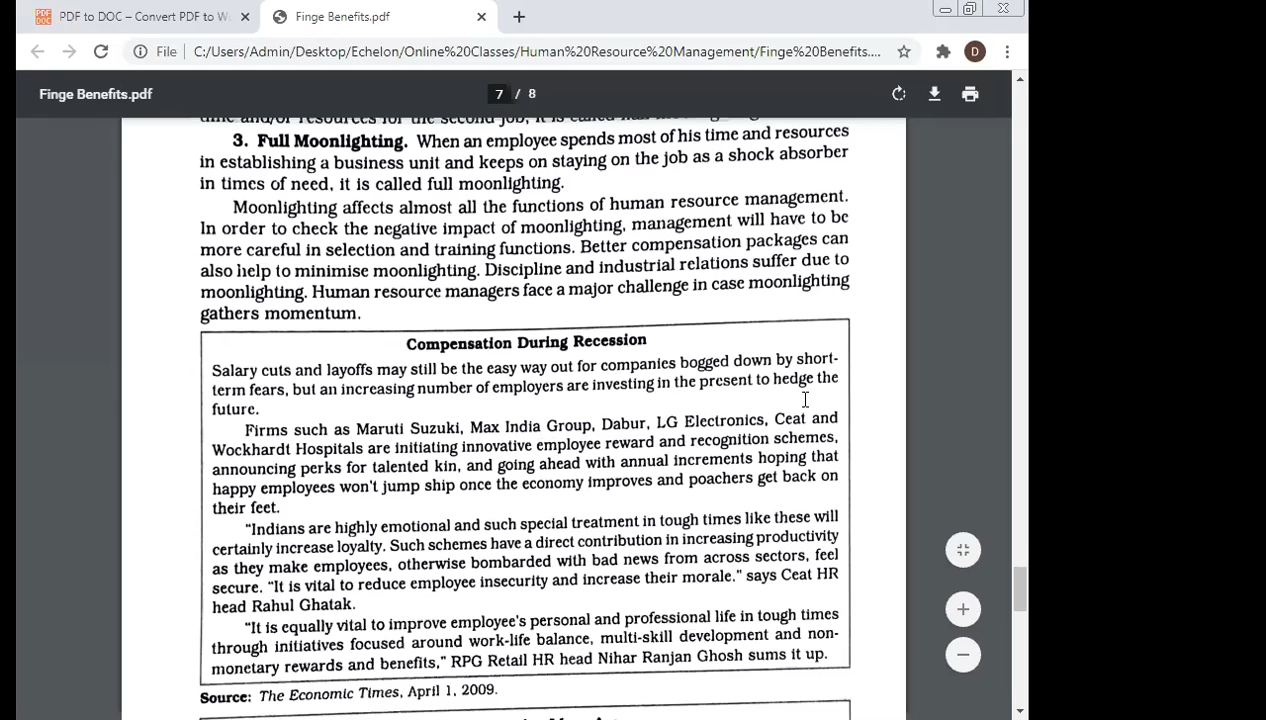 PDF to DOC – Convert PDF to W
Finge Benefits.pdf
File
C:/Users/Admin/Desktop/Echelon/Online%20Classes/Human%20Resource%20Management/Finge%20Benefits....
D
Finge Benefits.pdf
7 / 8
time and/or resources for the second job, it is called
3. Full Moonlighting. When an employee spends most of his time and resources
in establishing a business unit and keeps on staying on the job as a shock absorber
in times of need, it is called full moonlighting.
Moonlighting affects almost all the functions of human resource management.
In order to check the negative impact of moonlighting, management will have to be
more careful in selection and training functions. Better compensation packages can
also help to minimise moonlighting. Discipline and industrial relations suffer due to
moonlighting. Human resource managers face a major challenge in case moonlighting
gathers momentum.
Compensation During Recession
Salary cuts and layoffs may still be the easy way out for companies bogged down by short-
term fears, but an increasing number of employers are investing in the present to hedge the
future.
Firms such as Maruti Suzuki, Max India Group, Dabur, LG Electronics, Ceat and
Wockhardt Hospitals are initiating innovative employee reward and recognition schemes,
announcing perks for talented kin, and going ahead with annual increments hoping that
happy employees won't jump ship once the economy improves and poachers get back on
their feet.
"Indians are highly emotional and such special treatment in tough times like these will
certainly increase loyalty. Such schemes have a direct contribution in increasing productivity
as they make employees, otherwise bombarded with bad news from across sectors, feel
secure. "It is vital to reduce employee insecurity and increase their morale." says Ceat HR
head Rahul Ghatak.
"It is equally vital to improve employee's personal and professional life in tough times
through initiatives focused around work-life balance, multi-skill development and non-
monetary rewards and benefits," RPG Retail HR head Nihar Ranjan Ghosh sums it up.
Source: The Economic Times, April 1, 2009.